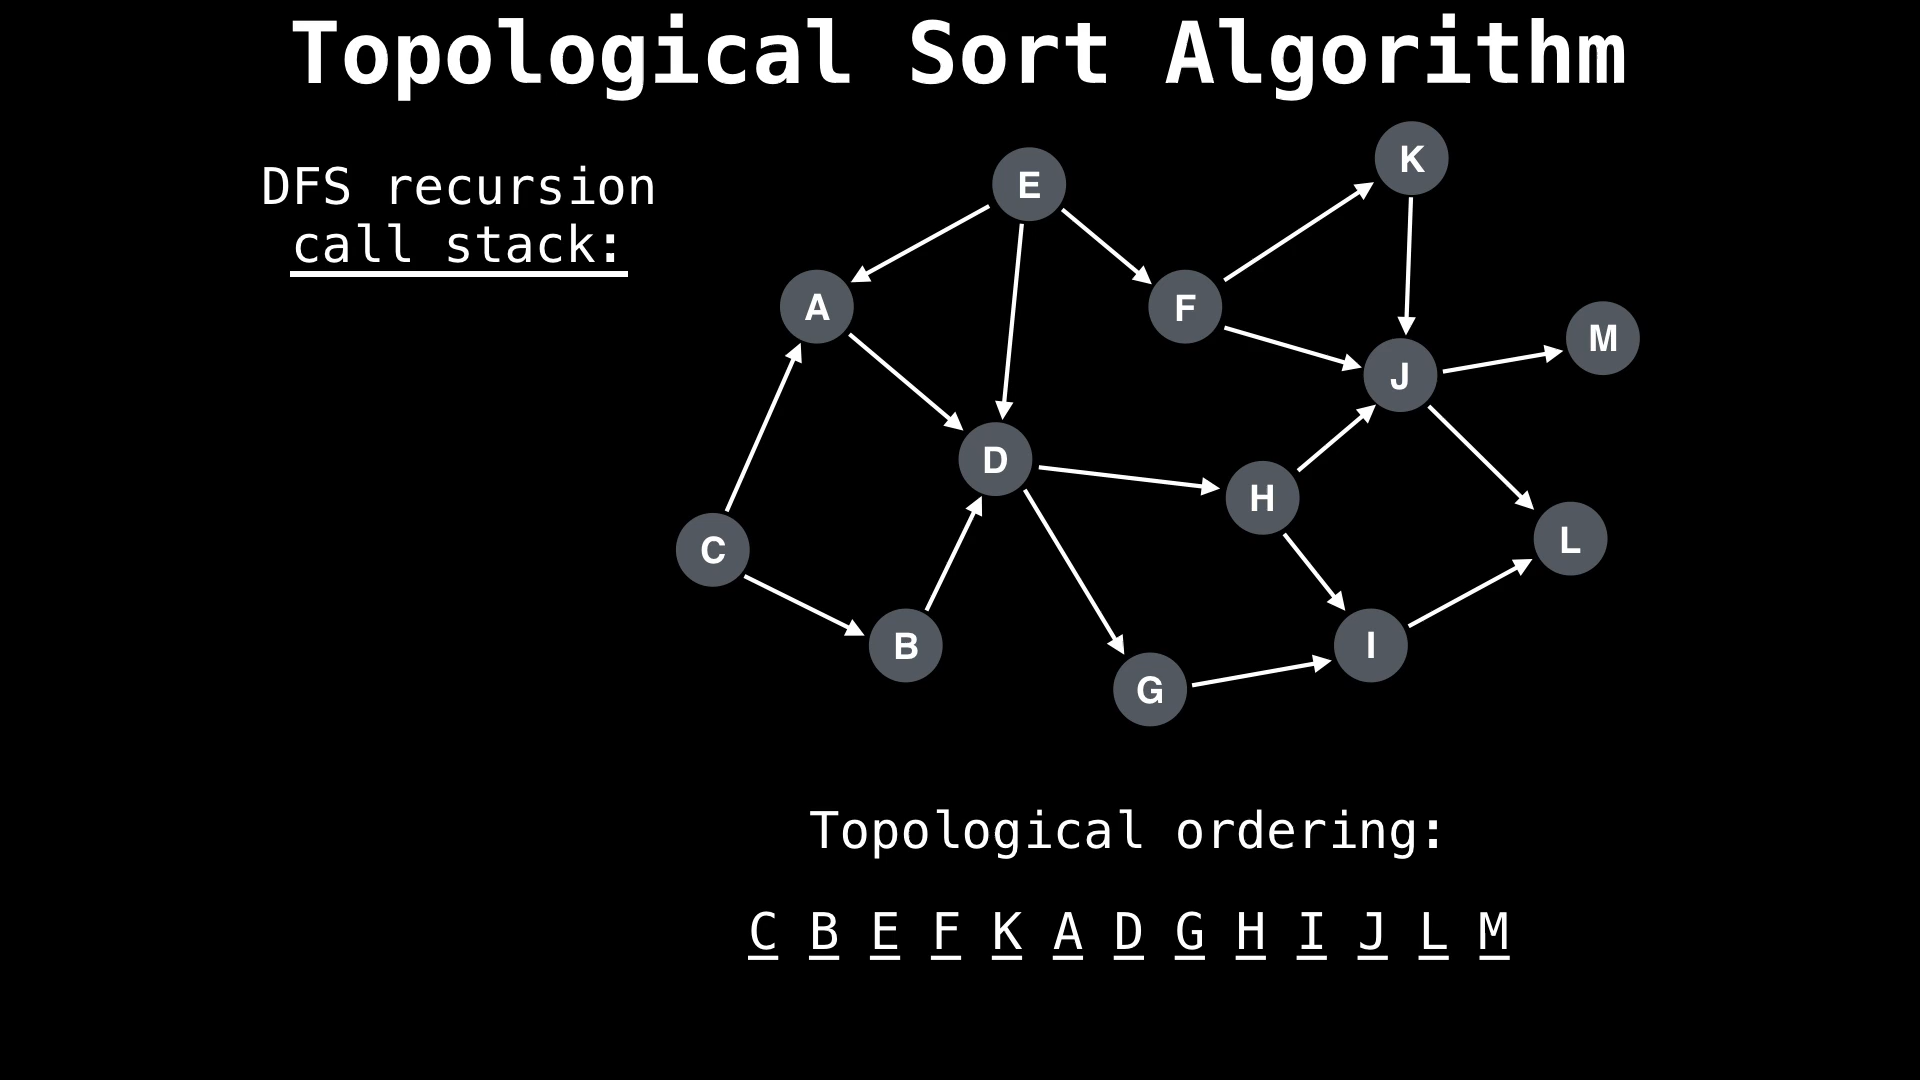 Topological Sort Algorithm
DFS recursion
call stack:
E
K
A
F
M
J
D
H
C
L
B
I
G
Topological ordering:
C B E F K A D G H I J L M